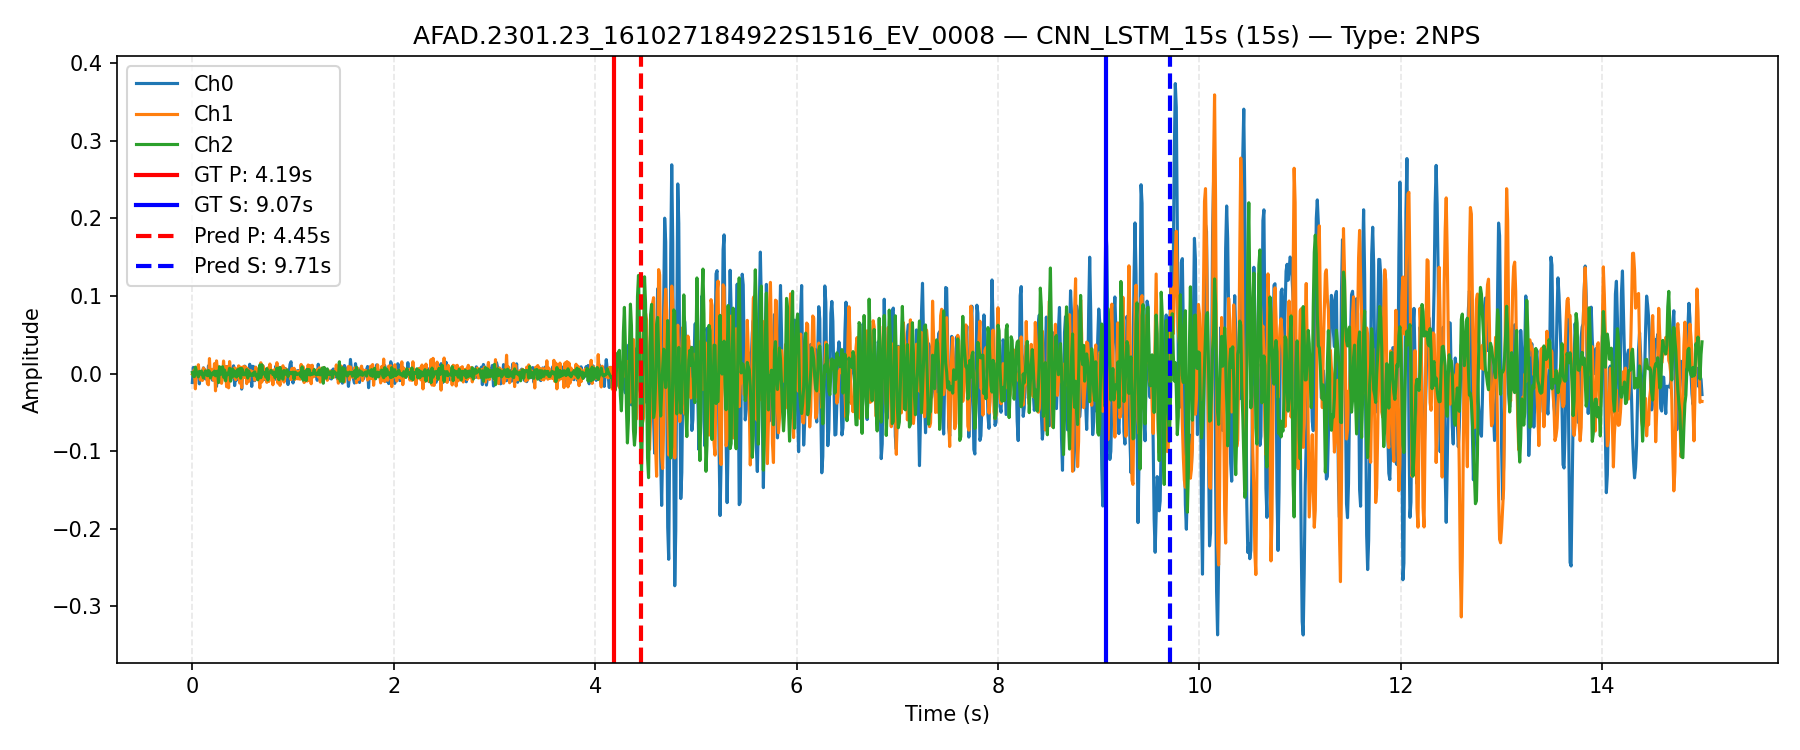 AFAD.2301.23_161027184922S1516_EV_0008 — CNN_LSTM_15s (15s) — Type: 2NPS
Ch0
Ch1
Ch2
GT P: 4.19s
GT S: 9.07s
Pred P: 4.45s
Pred S: 9.71s
Amplitude
0.4
0.3
0.2
0.1
0.0
−0.1
−0.2
−0.3
0 2 4 6 8 10 12 14
Time (s)